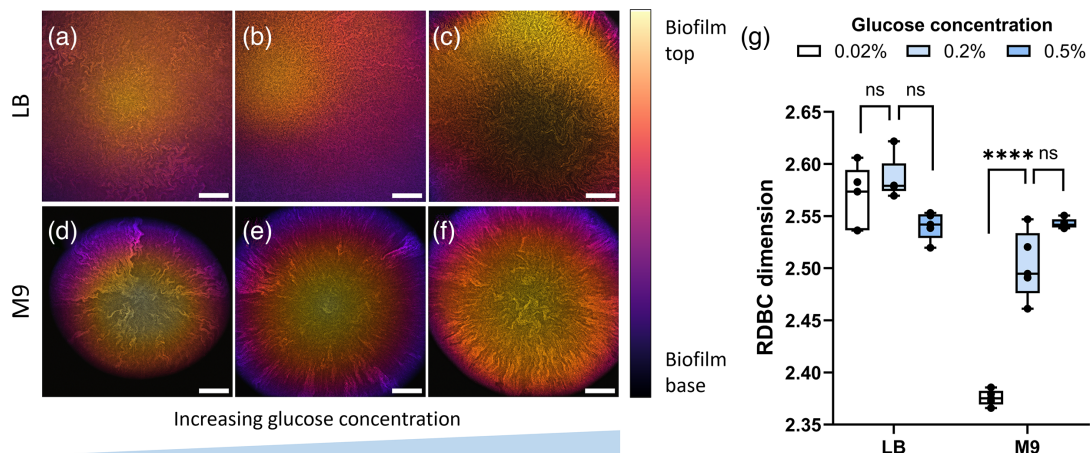 (a)
(b)
(c)
LB
(d)
(e)
(f)
M9
Biofilm
top
Biofilm
base
Increasing glucose concentration
(g)
Glucose concentration
0.02% 0.2% 0.5%
ns ns
**** ns
RDBC dimension
2.65
2.60
2.55
2.50
2.45
2.40
2.35
LB M9